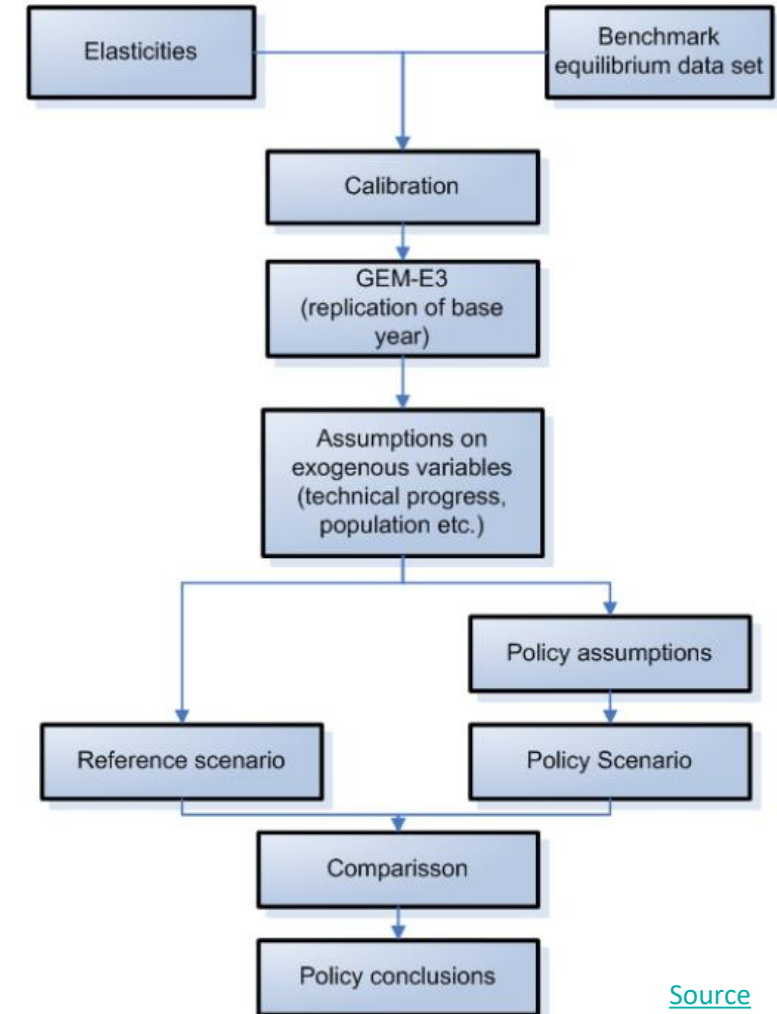 Elasticities
Benchmark
equilibrium data set
Calibration
GEM-E3
(replication of base
year)
Assumptions on
exogenous variables
(technical progress,
population etc.)
Policy assumptions
Reference scenario
Policy Scenario
Comparisson
Policy conclusions
Source